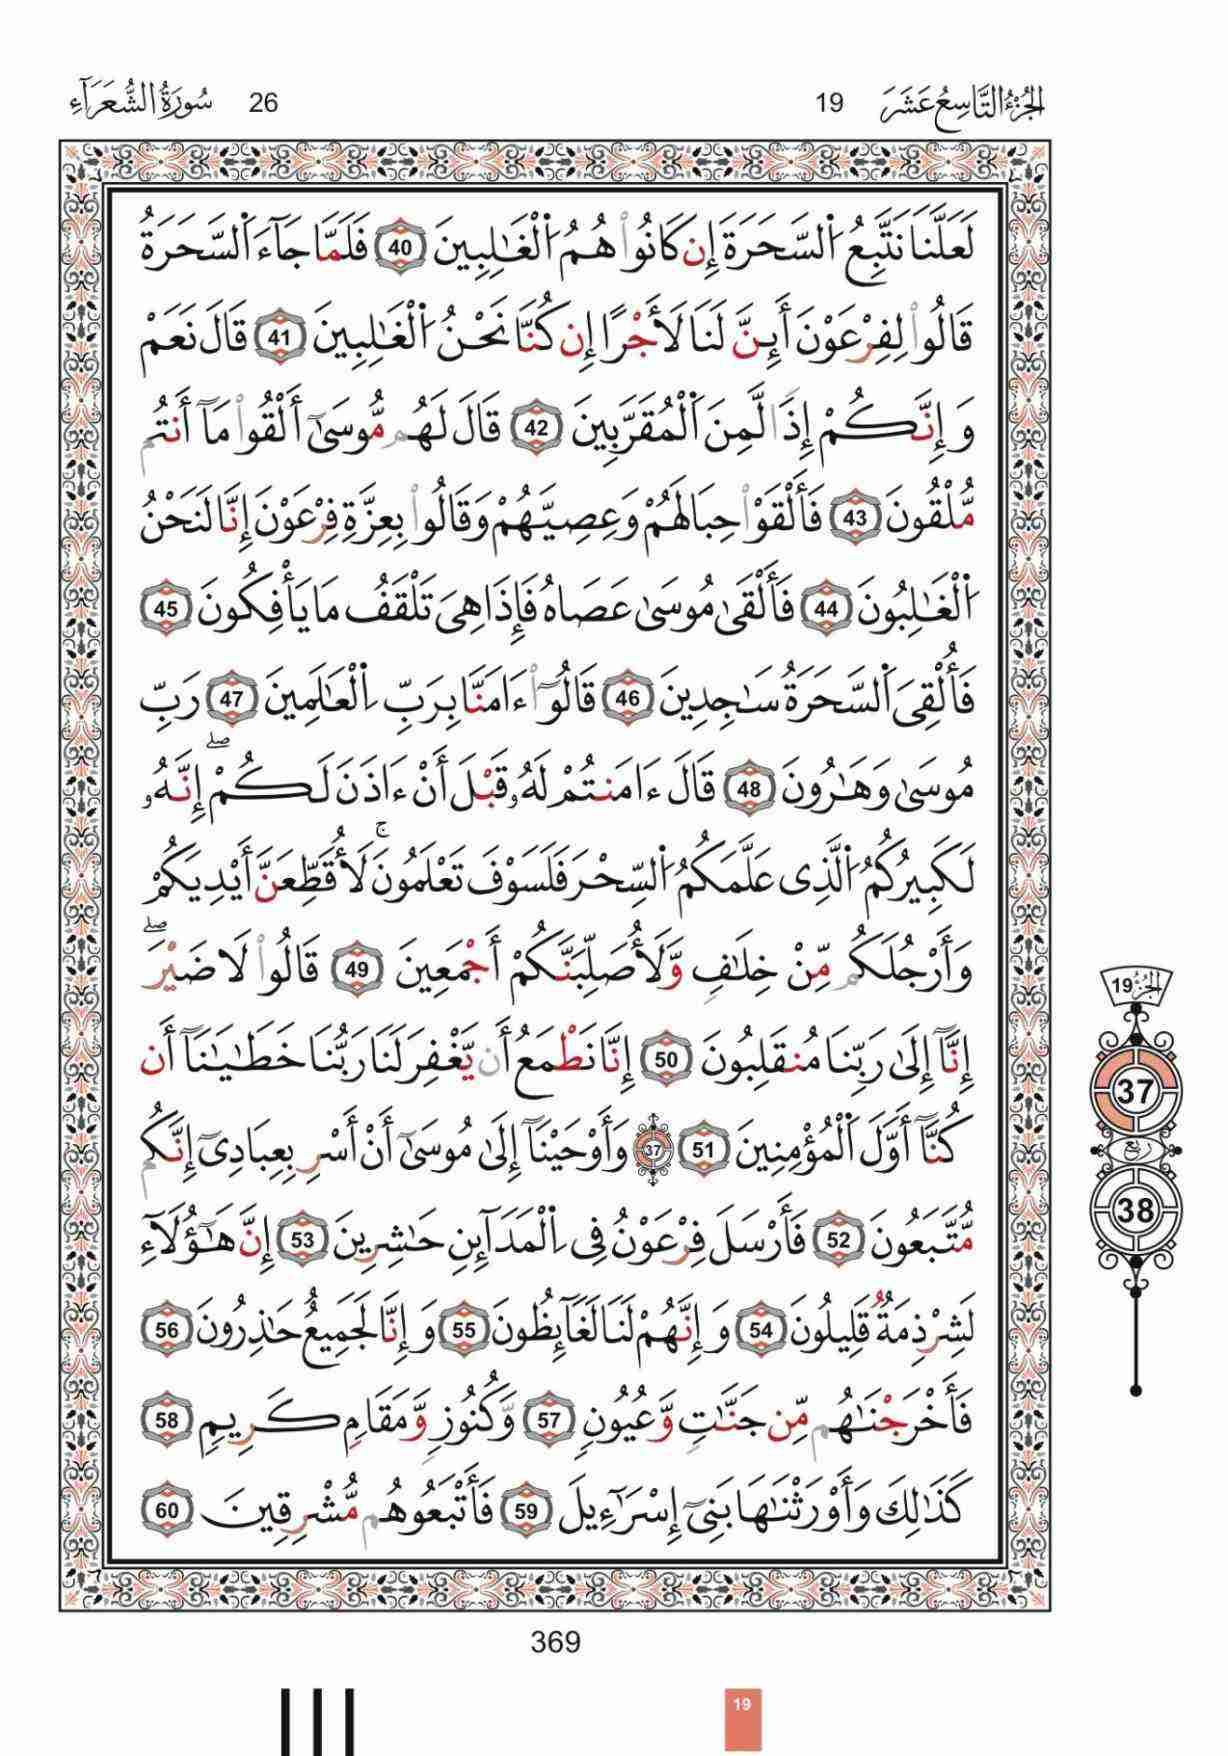 الجُزْءُ التَّاسِعُ عَشَرَ 19
26 سُورَةُ الشُّعَرَآءِ
لَعَلَّنَا نَتَّبِعُ ٱلسَّحَرَةَ إِن كَانُوا۟ هُمُ ٱلْغَٰلِبِينَ 40 فَلَمَّا جَآءَ ٱلسَّحَرَةُ
قَالُوا۟ لِفِرْعَوْنَ أَئِنَّ لَنَا لَأَجْرًا إِن كُنَّا نَحْنُ ٱلْغَٰلِبِينَ 41 قَالَ نَعَمْ
وَإِنَّكُمْ إِذًا لَّمِنَ ٱلْمُقَرَّبِينَ 42 قَالَ لَهُم مُّوسَىٰٓ أَلْقُوا۟ مَآ أَنتُم
مُّلْقُونَ 43 فَأَلْقَوْا۟ حِبَالَهُمْ وَعِصِيَّهُمْ وَقَالُوا۟ بِعِزَّةِ فِرْعَوْنَ إِنَّا لَنَحْنُ
ٱلْغَٰلِبُونَ 44 فَأَلْقَىٰ مُوسَىٰ عَصَاهُ فَإِذَا هِىَ تَلْقَفُ مَا يَأْفِكُونَ 45
فَأُلْقِىَ ٱلسَّحَرَةُ سَٰجِدِينَ 46 قَالُوٓا۟ ءَامَنَّا بِرَبِّ ٱلْعَٰلَمِينَ 47 رَبِّ
مُوسَىٰ وَهَٰرُونَ 48 قَالَ ءَامَنتُمْ لَهُۥ قَبْلَ أَنْ ءَاذَنَ لَكُمْ ۖ إِنَّهُۥ
لَكَبِيرُكُمُ ٱلَّذِى عَلَّمَكُمُ ٱلسِّحْرَ فَلَسَوْفَ تَعْلَمُونَ ۚ لَأُقَطِّعَنَّ أَيْدِيَكُمْ
وَأَرْجُلَكُم مِّنْ خِلَٰفٍ وَلَأُصَلِّبَنَّكُمْ أَجْمَعِينَ 49 قَالُوا۟ لَا ضَيْرَ ۖ
إِنَّآ إِلَىٰ رَبِّنَا مُنقَلِبُونَ 50 إِنَّا نَطْمَعُ أَن يَغْفِرَ لَنَا رَبُّنَا خَطَٰيَٰنَآ أَن
كُنَّآ أَوَّلَ ٱلْمُؤْمِنِينَ 51 37 وَأَوْحَيْنَآ إِلَىٰ مُوسَىٰٓ أَنْ أَسْرِ بِعِبَادِىٓ إِنَّكُم
مُّتَّبَعُونَ 52 فَأَرْسَلَ فِرْعَوْنُ فِى ٱلْمَدَآئِنِ حَٰشِرِينَ 53 إِنَّ هَٰٓؤُلَآءِ
لَشِرْذِمَةٌ قَلِيلُونَ 54 وَإِنَّهُمْ لَنَا لَغَآئِظُونَ 55 وَإِنَّا لَجَمِيعٌ حَٰذِرُونَ 56
فَأَخْرَجْنَٰهُم مِّن جَنَّٰتٍ وَعُيُونٍ 57 وَكُنُوزٍ وَمَقَامٍ كَرِيمٍ 58
كَذَٰلِكَ وَأَوْرَثْنَٰهَا بَنِىٓ إِسْرَٰٓءِيلَ 59 فَأَتْبَعُوهُم مُّشْرِقِينَ 60
الجُزْءُ 19
37
ربع
38
369
19